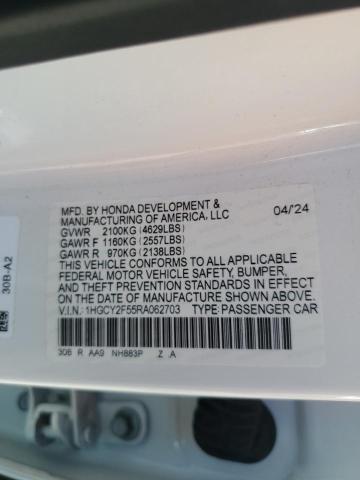 MFD. BY HONDA DEVELOPMENT &
MANUFACTURING OF AMERICA, LLC 04/'24
GVWR 2100KG (4629LBS)
GAWR F 1160KG (2557LBS)
GAWR R 970KG (2138LBS)
THIS VEHICLE CONFORMS TO ALL APPLICABLE
FEDERAL MOTOR VEHICLE SAFETY, BUMPER,
AND THEFT PREVENTION STANDARDS IN EFFECT
ON THE DATE OF MANUFACTURE SHOWN ABOVE.
V.I.N.: 1HGCY2F55RA062703 TYPE: PASSENGER CAR
30B R AA9 NH883P Z A
30B-A2